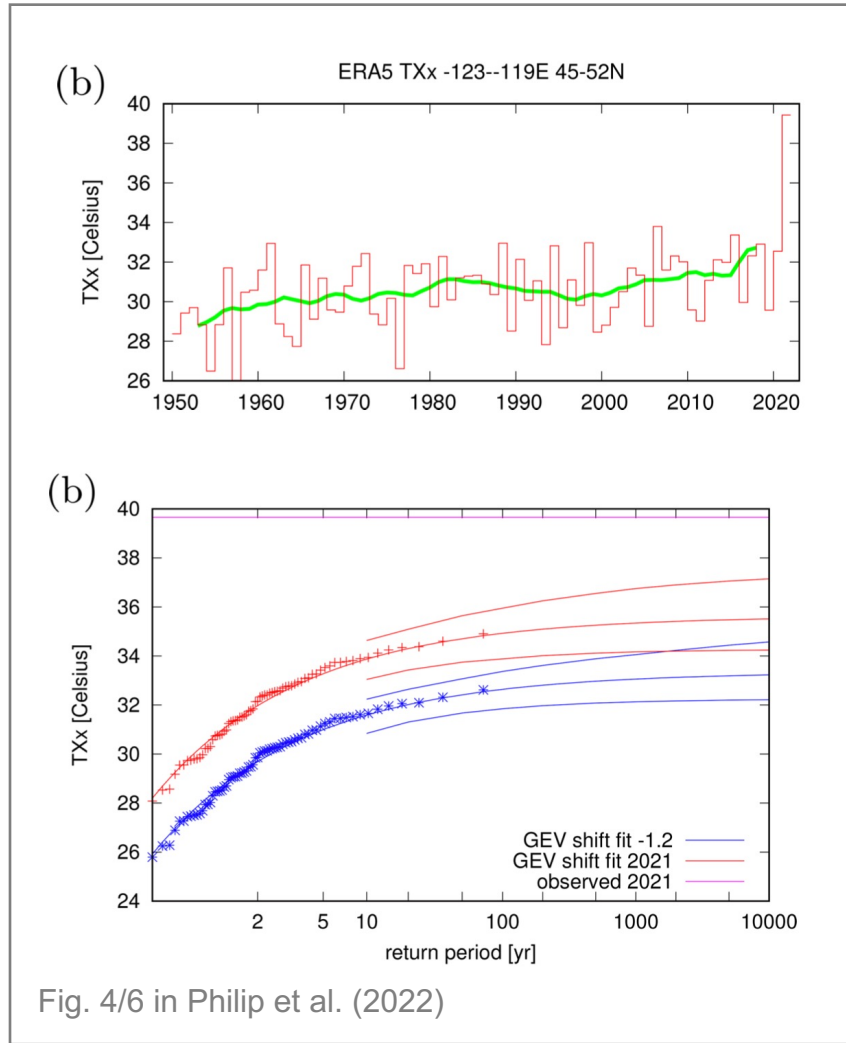 (b)
ERA5 TXx -123--119E 45-52N
TXx [Celsius]
40
38
36
34
32
30
28
26
1950 1960 1970 1980 1990 2000 2010 2020
(b)
TXx [Celsius]
40
38
36
34
32
30
28
26
24
GEV shift fit -1.2
GEV shift fit 2021
observed 2021
2 5 10 100 1000 10000
return period [yr]
Fig. 4/6 in Philip et al. (2022)